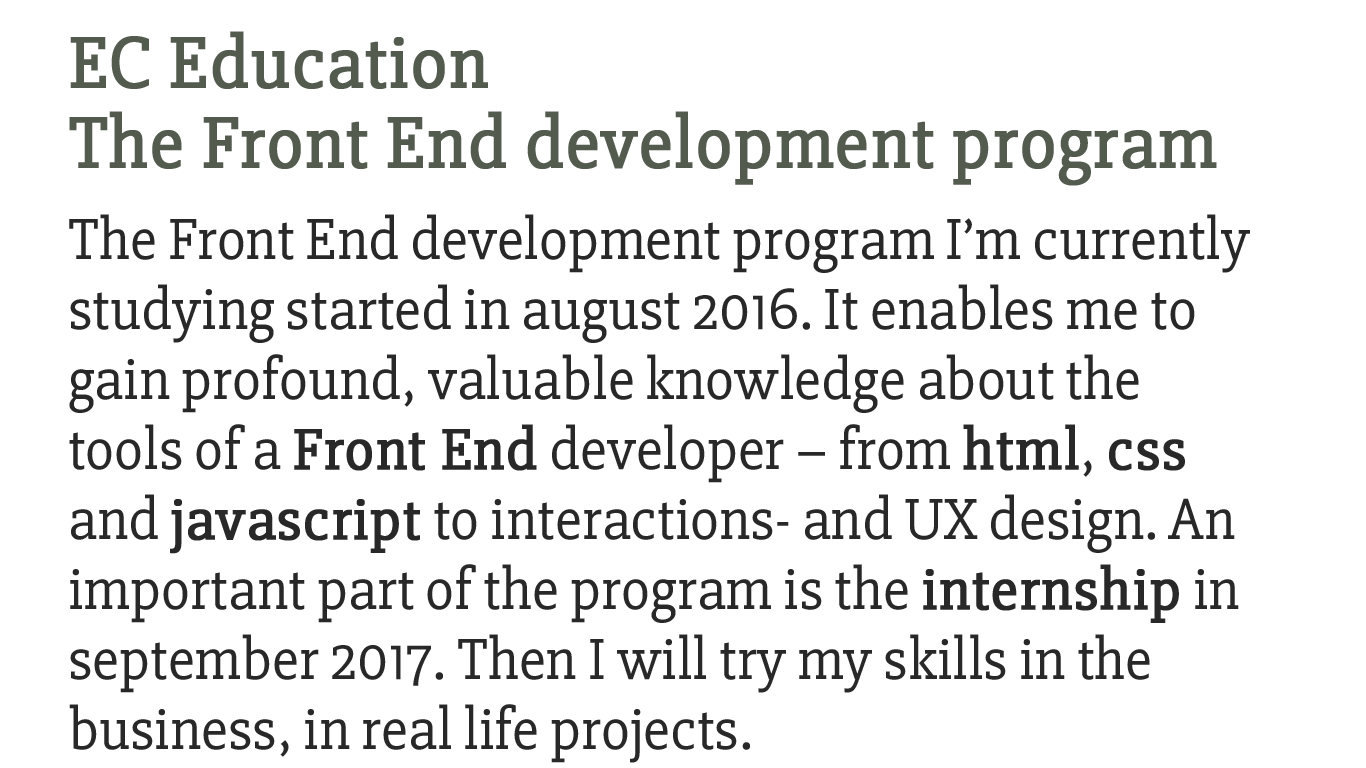 EC Education
The Front End development program
The Front End development program I’m currently
studying started in august 2016. It enables me to
gain profound, valuable knowledge about the
tools of a Front End developer – from html, css
and javascript to interactions- and UX design. An
important part of the program is the internship in
september 2017. Then I will try my skills in the
business, in real life projects.